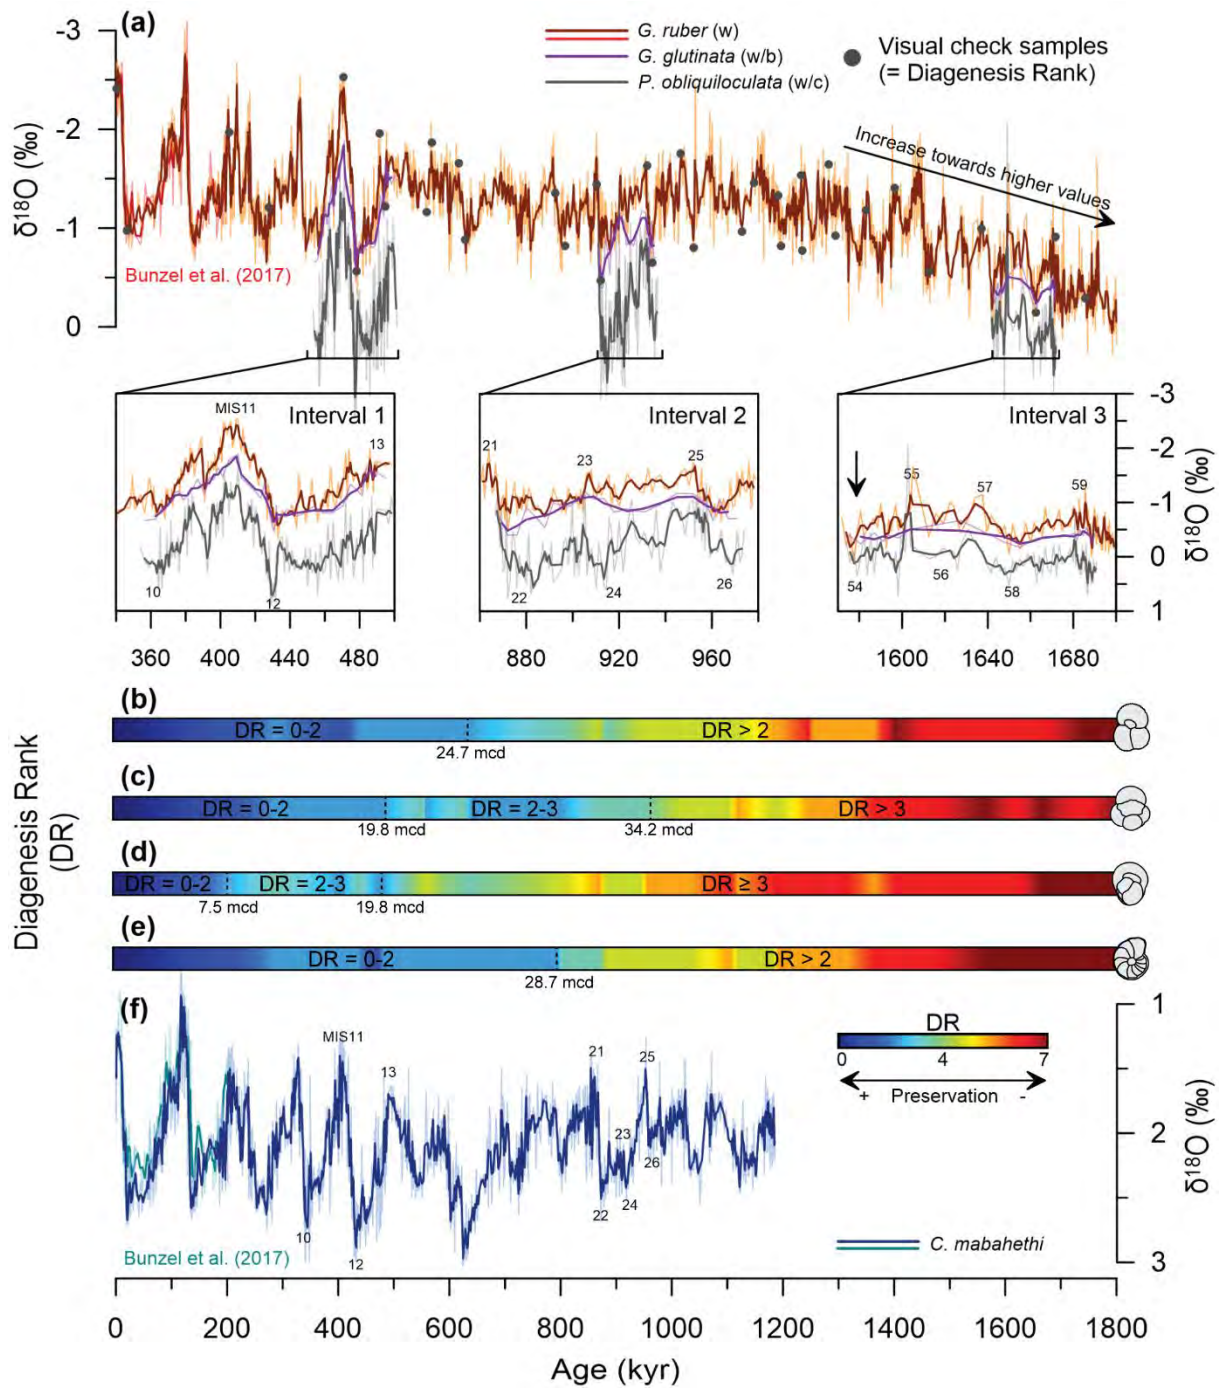 (a)
G. ruber (w)
G. glutinata (w/b)
P. obliquiloculata (w/c)
Visual check samples
(= Diagenesis Rank)
-3
-2
-1
0
δ18O (‰)
Increase towards higher values
Bunzel et al. (2017)
MIS11
Interval 1
13
10
12
360
400
440
480
21
Interval 2
23
25
22
24
26
880
920
960
Interval 3
55
57
59
54
56
58
1600
1640
1680
-3
-2
-1
0
1
δ18O (‰)
Diagenesis Rank
(DR)
(b)
DR = 0-2
DR > 2
24.7 mcd
(c)
DR = 0-2
DR = 2-3
DR > 3
19.8 mcd
34.2 mcd
(d)
DR = 0-2
DR = 2-3
DR ≥ 3
7.5 mcd
19.8 mcd
(e)
DR = 0-2
DR > 2
28.7 mcd
(f)
MIS11
13
21
25
23
26
22
24
10
12
Bunzel et al. (2017)
DR
0
4
7
+ Preservation -
C. mabahethi
1
2
3
δ18O (‰)
0
200
400
600
800
1000
1200
1400
1600
1800
Age (kyr)